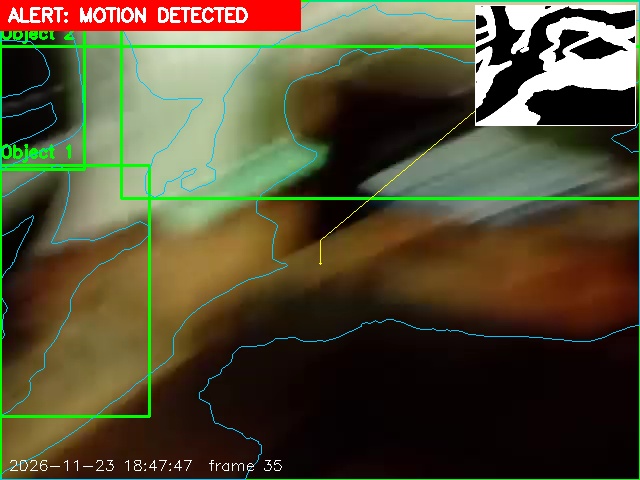 ALERT: MOTION DETECTED
Object 2
Object 1
2026-11-23 18:47:47 frame 35